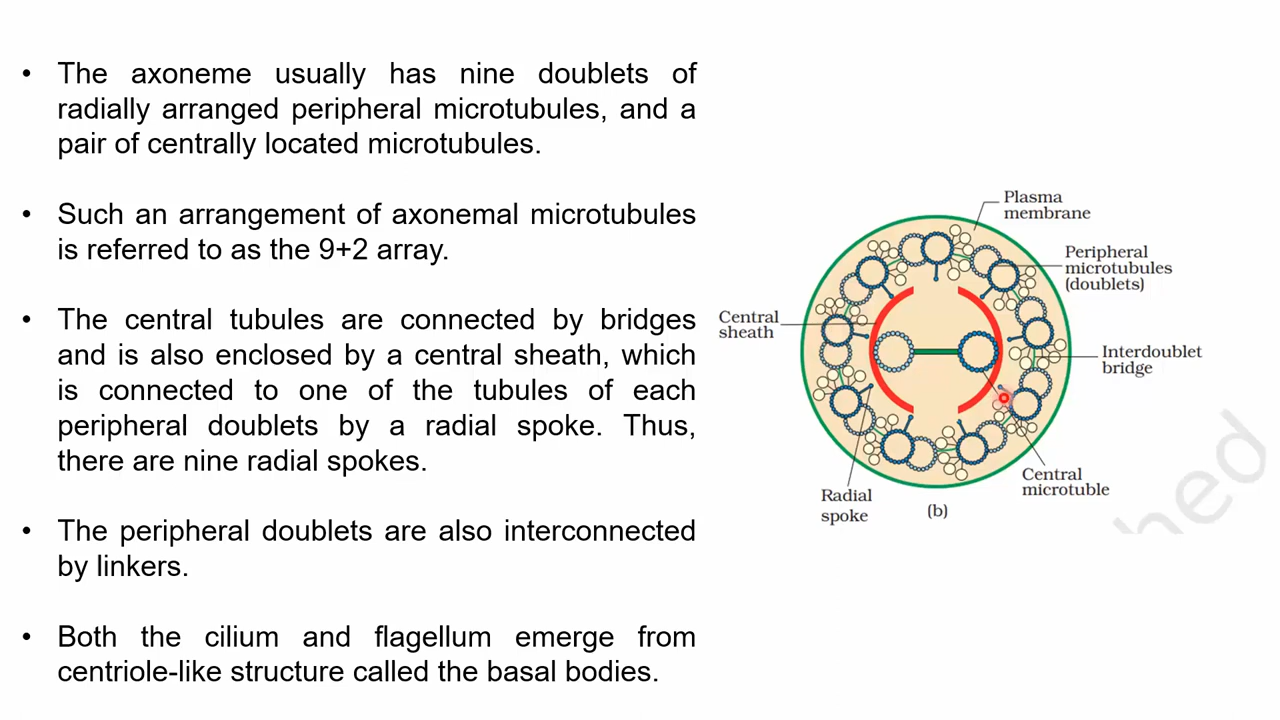 • The axoneme usually has nine doublets of
radially arranged peripheral microtubules, and a
pair of centrally located microtubules.
• Such an arrangement of axonemal microtubules
is referred to as the 9+2 array.
• The central tubules are connected by bridges
and is also enclosed by a central sheath, which
is connected to one of the tubules of each
peripheral doublets by a radial spoke. Thus,
there are nine radial spokes.
• The peripheral doublets are also interconnected
by linkers.
• Both the cilium and flagellum emerge from
centriole-like structure called the basal bodies.
Plasma
membrane
Peripheral
microtubules
(doublets)
Central
sheath
Interdoublet
bridge
Central
microtuble
Radial
spoke
(b)
hed